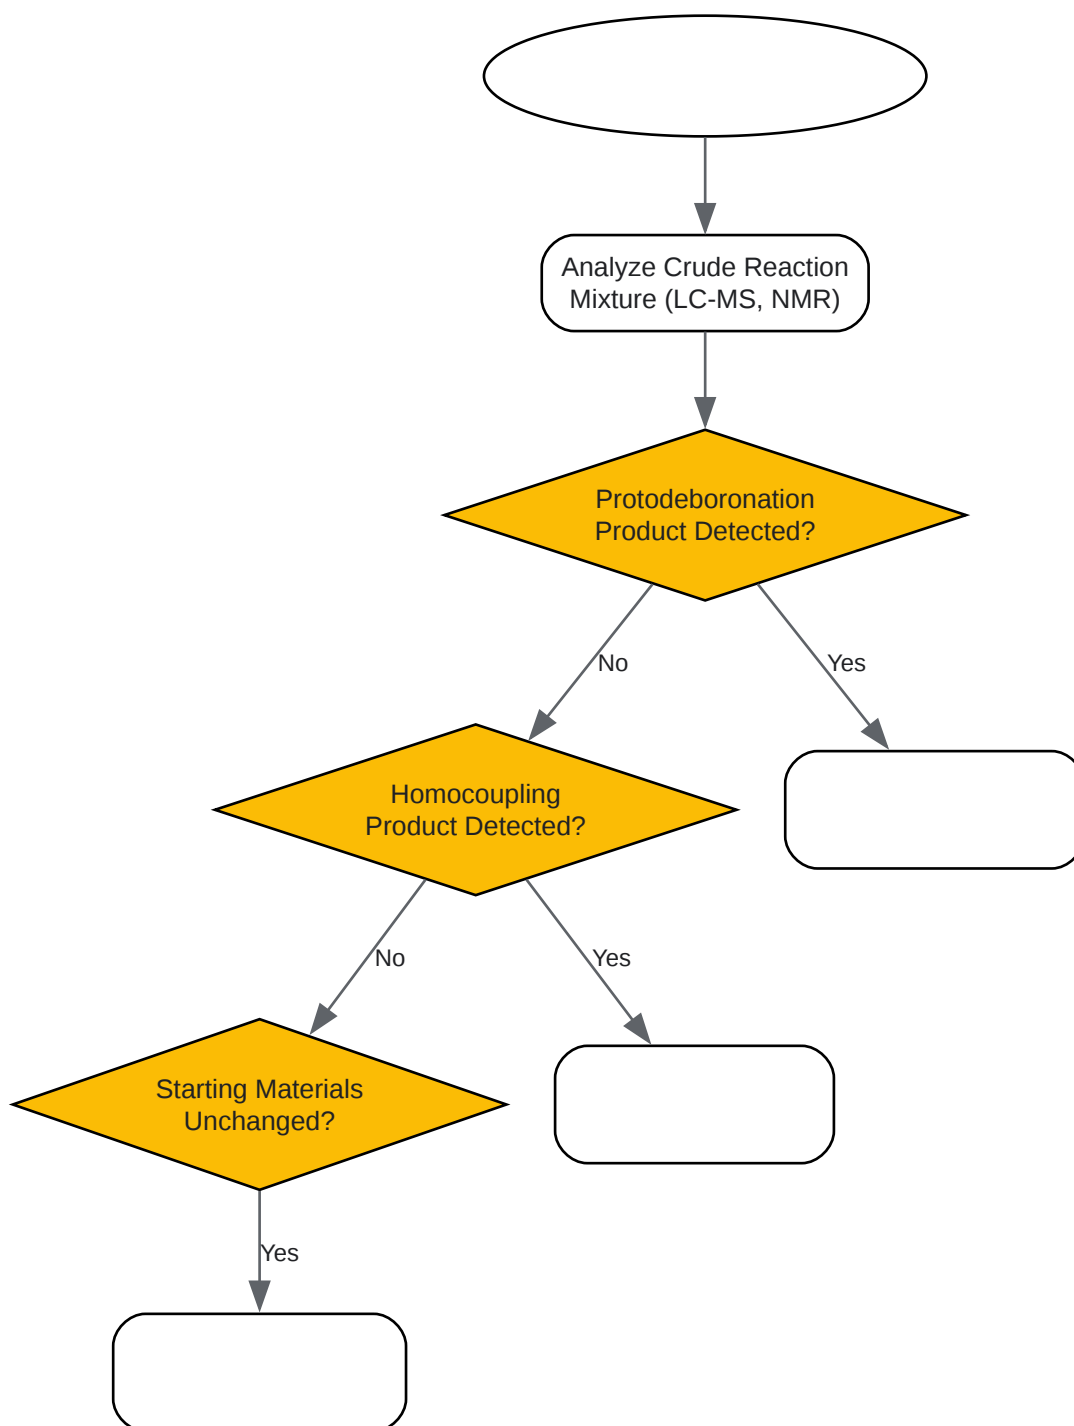 Analyze Crude Reaction
Mixture (LC-MS, NMR)
Protodeboronation
Product Detected?
No
Yes
Homocoupling
Product Detected?
No
Yes
Starting Materials
Unchanged?
Yes